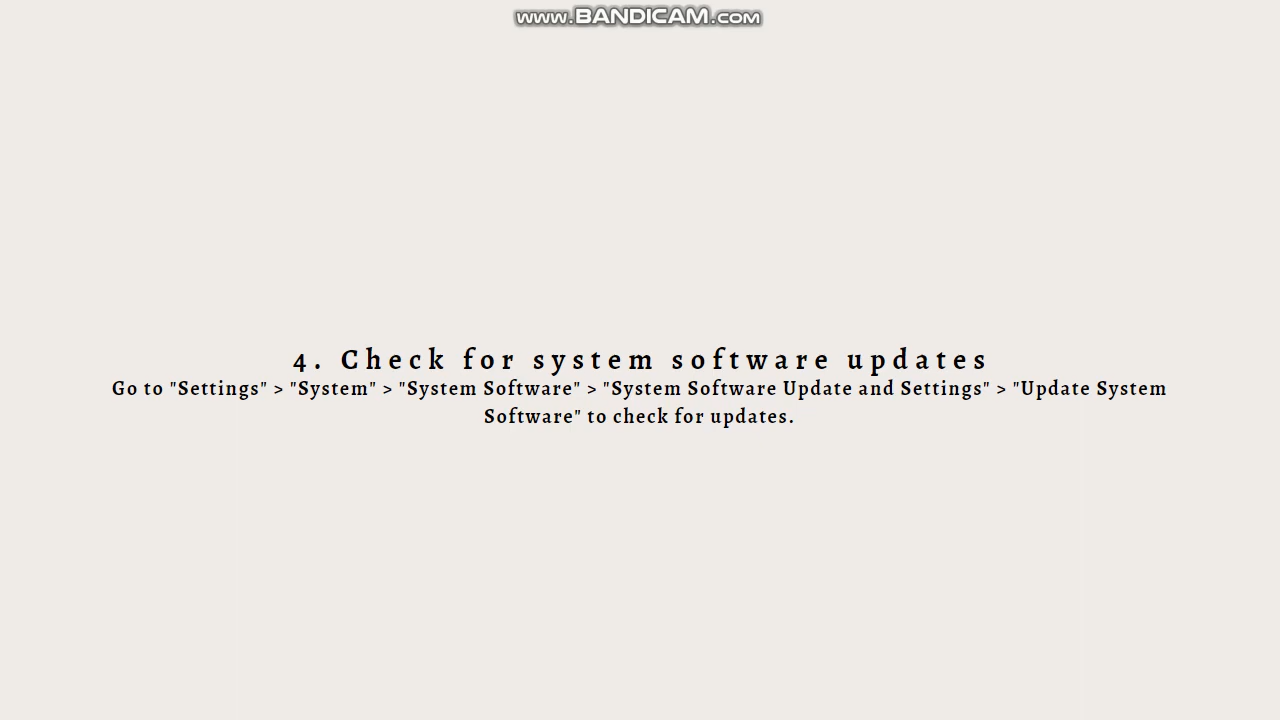 www.BANDICAM.com
4. Check for system software updates
Go to "Settings" > "System" > "System Software" > "System Software Update and Settings" > "Update System
Software" to check for updates.